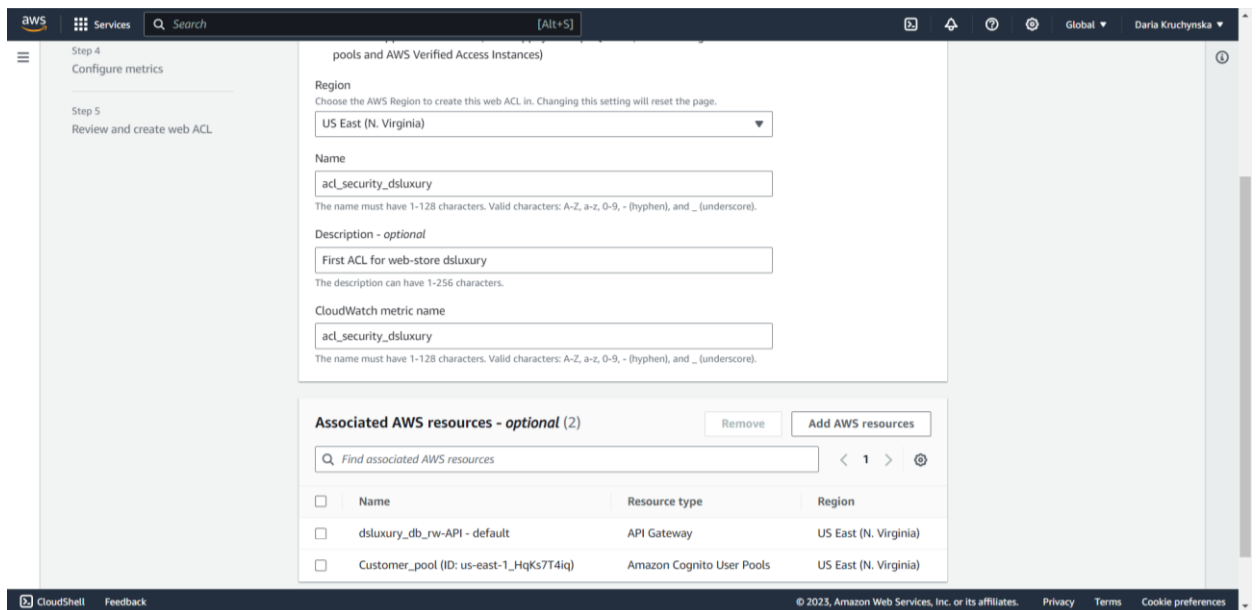 aws
Services
Search
[Alt+S]
Global
Daria Kruchynska
Step 4
Configure metrics
Step 5
Review and create web ACL
pools and AWS Verified Access Instances)
Region
Choose the AWS Region to create this web ACL in. Changing this setting will reset the page.
US East (N. Virginia)
Name
acl_security_dsluxury
The name must have 1-128 characters. Valid characters: A-Z, a-z, 0-9, - (hyphen), and _ (underscore).
Description - optional
First ACL for web-store dsluxury
The description can have 1-256 characters.
CloudWatch metric name
acl_security_dsluxury
The name must have 1-128 characters. Valid characters: A-Z, a-z, 0-9, - (hyphen), and _ (underscore).
Associated AWS resources - optional (2)
Remove
Add AWS resources
Find associated AWS resources
1
Name Resource type Region
dsluxury_db_rw-API - default API Gateway US East (N. Virginia)
Customer_pool (ID: us-east-1_HqKs7T4iq) Amazon Cognito User Pools US East (N. Virginia)
CloudShell Feedback © 2023, Amazon Web Services, Inc. or its affiliates. Privacy Terms Cookie preferences